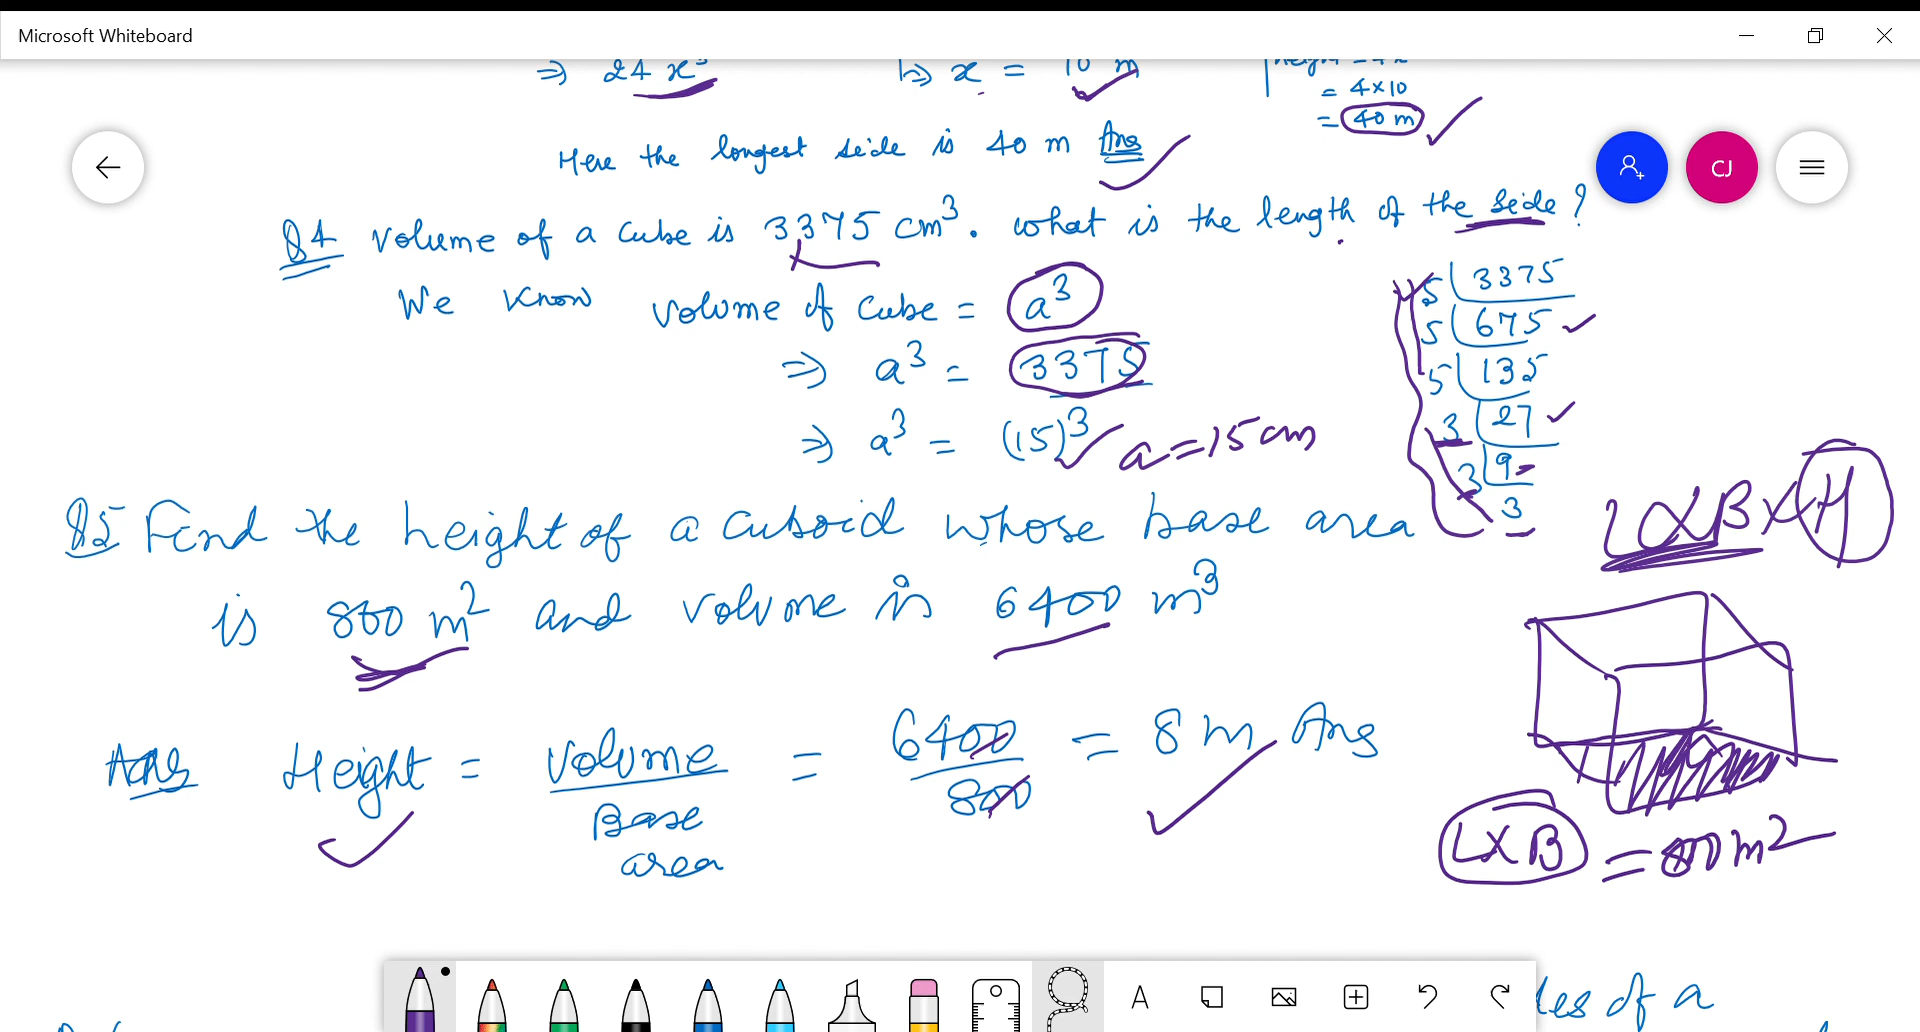 Microsoft Whiteboard
⇒ 24 x³
↳ x = 10 m
= 4×10
= 40 m
Here the longest side is 40 m Ans
CJ
Q4 Volume of a cube is 3375 cm³. what is the length of the side?
We know volume of cube = a³
⇒ a³ = 3375
⇒ a³ = (15)³ a = 15 cm
5 3375
5 675
5 135
3 27
3 9
3
Q5 Find the height of a cuboid whose base area
is 800 m² and volume is 6400 m³
L×B×H
Ans Height = volume / Base area = 6400 / 800 = 8 m Ans
L×B = 800 m²
of a
A